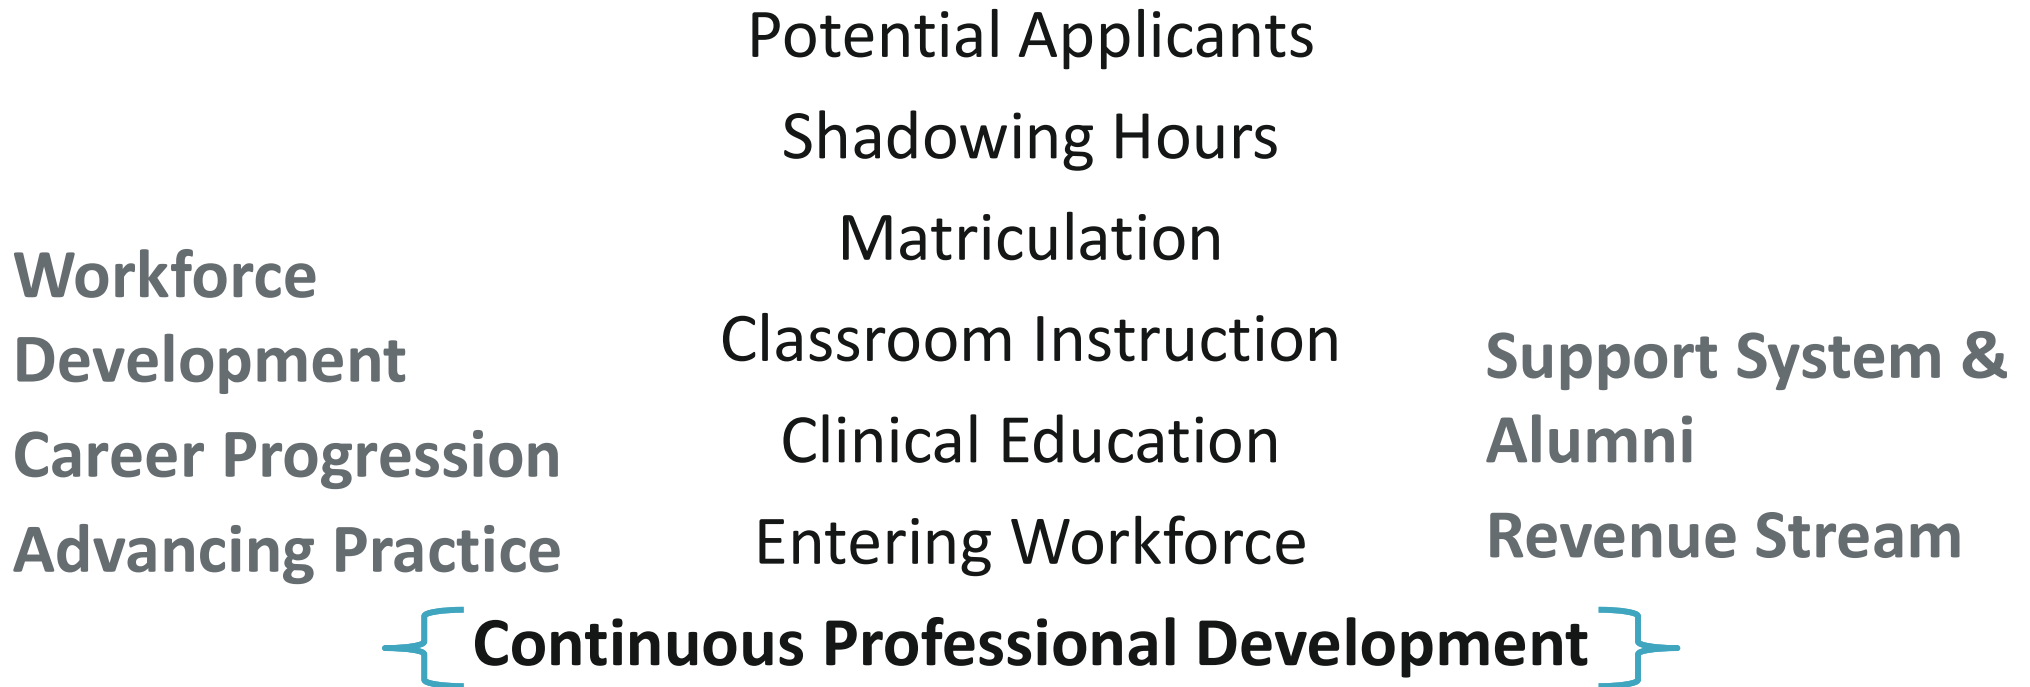 Potential Applicants
Shadowing Hours
Matriculation
Classroom Instruction
Clinical Education
Entering Workforce
Continuous Professional Development
Workforce
Development
Career Progression
Advancing Practice
Support System &
Alumni
Revenue Stream